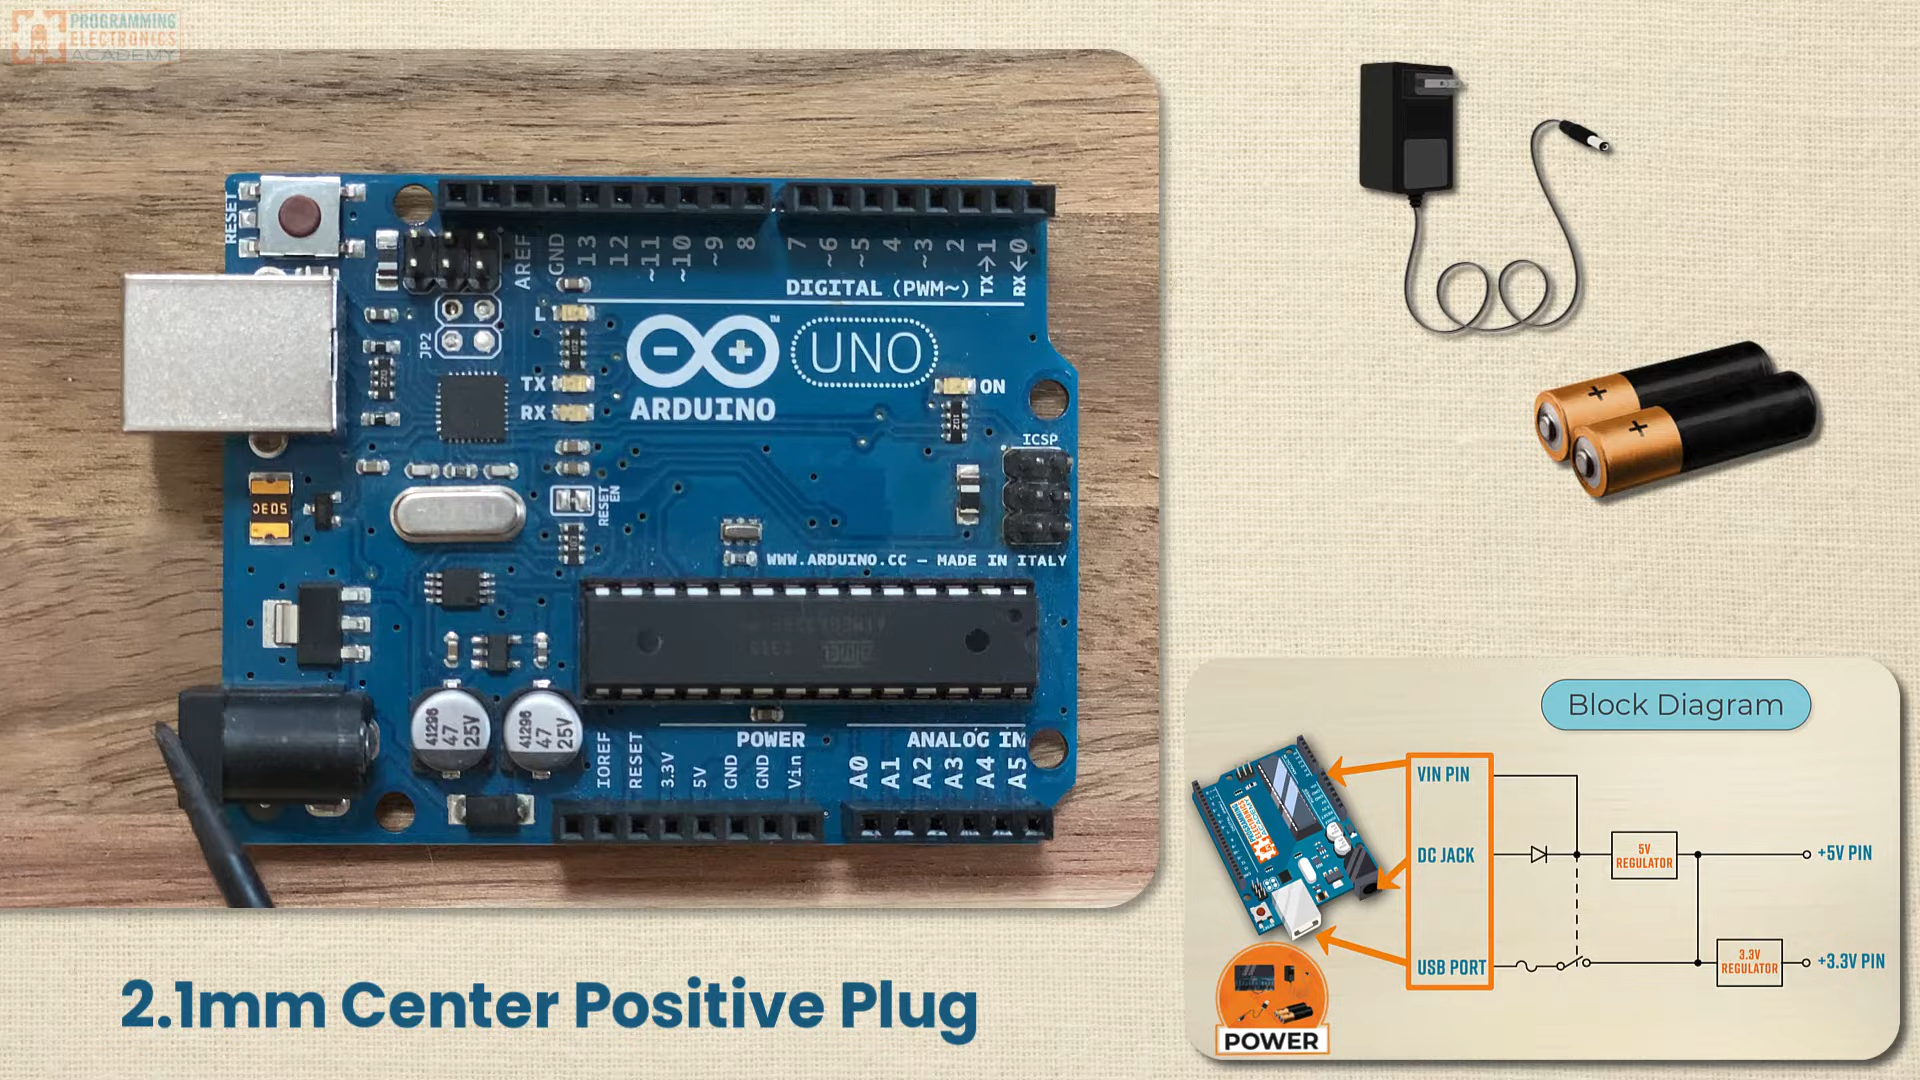 PROGRAMMING
ELECTRONICS
ACADEMY
RESET
AREF
GND
13
12
~11
~10
~9
8
7
~6
~5
4
~3
2
TX→1
RX←0
DIGITAL (PWM~)
L
JP2
TX
RX
ARDUINO
™
UNO
ON
ICSP
RESET
EN
WWW.ARDUINO.CC – MADE IN ITALY
ATMEL
41296
47
25V
41296
47
25V
POWER
ANALOG IN
IOREF
RESET
3.3V
5V
GND
GND
Vin
A0
A1
A2
A3
A4
A5
2.1mm Center Positive Plug
Block Diagram
VIN PIN
DC JACK
USB PORT
5V
REGULATOR
+5V PIN
3.3V
REGULATOR
+3.3V PIN
POWER